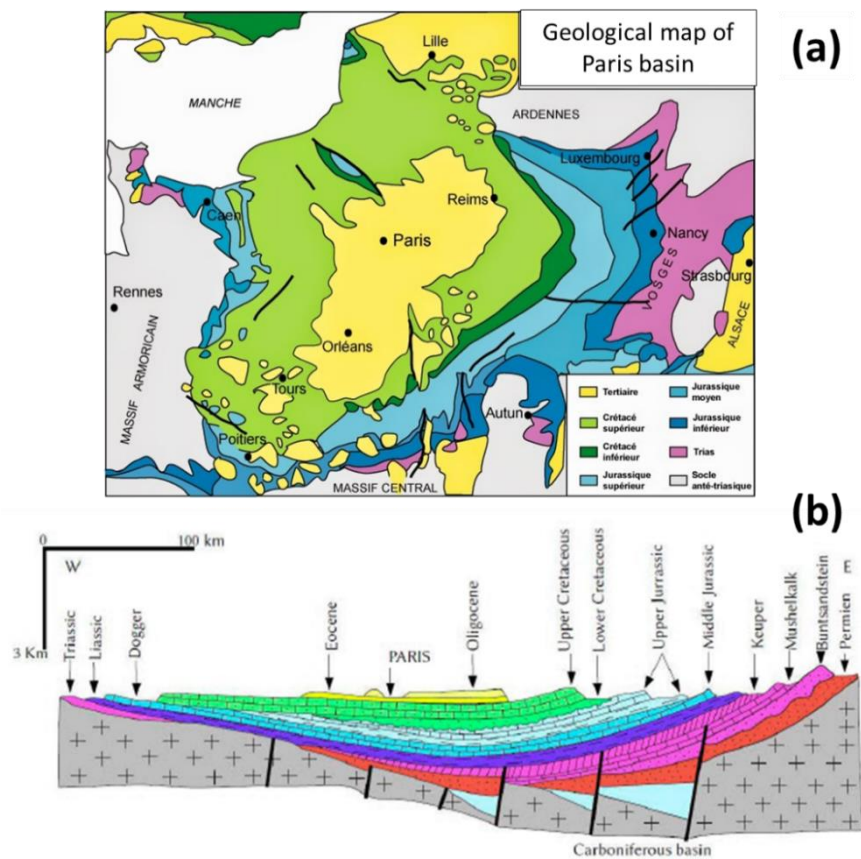 Geological map of
Paris basin
(a)
Lille
MANCHE
ARDENNES
Luxembourg
Caen
Reims
Paris
Nancy
VOSGES
Strasbourg
Rennes
ALSACE
MASSIF ARMORICAIN
Orléans
Tours
Autun
Poitiers
MASSIF CENTRAL
Tertiaire
Crétacé
supérieur
Crétacé
inférieur
Jurassique
supérieur
Jurassique
moyen
Jurassique
inférieur
Trias
Socle
anté-triasique
(b)
0
100 km
W
E
3 Km
Triassic
Liassic
Dogger
Eocene
PARIS
Oligocene
Upper Cretaceous
Lower Cretaceous
Upper Jurrassic
Middle Jurassic
Keuper
Mushelkalk
Buntsandstein
Permien
Carboniferous basin